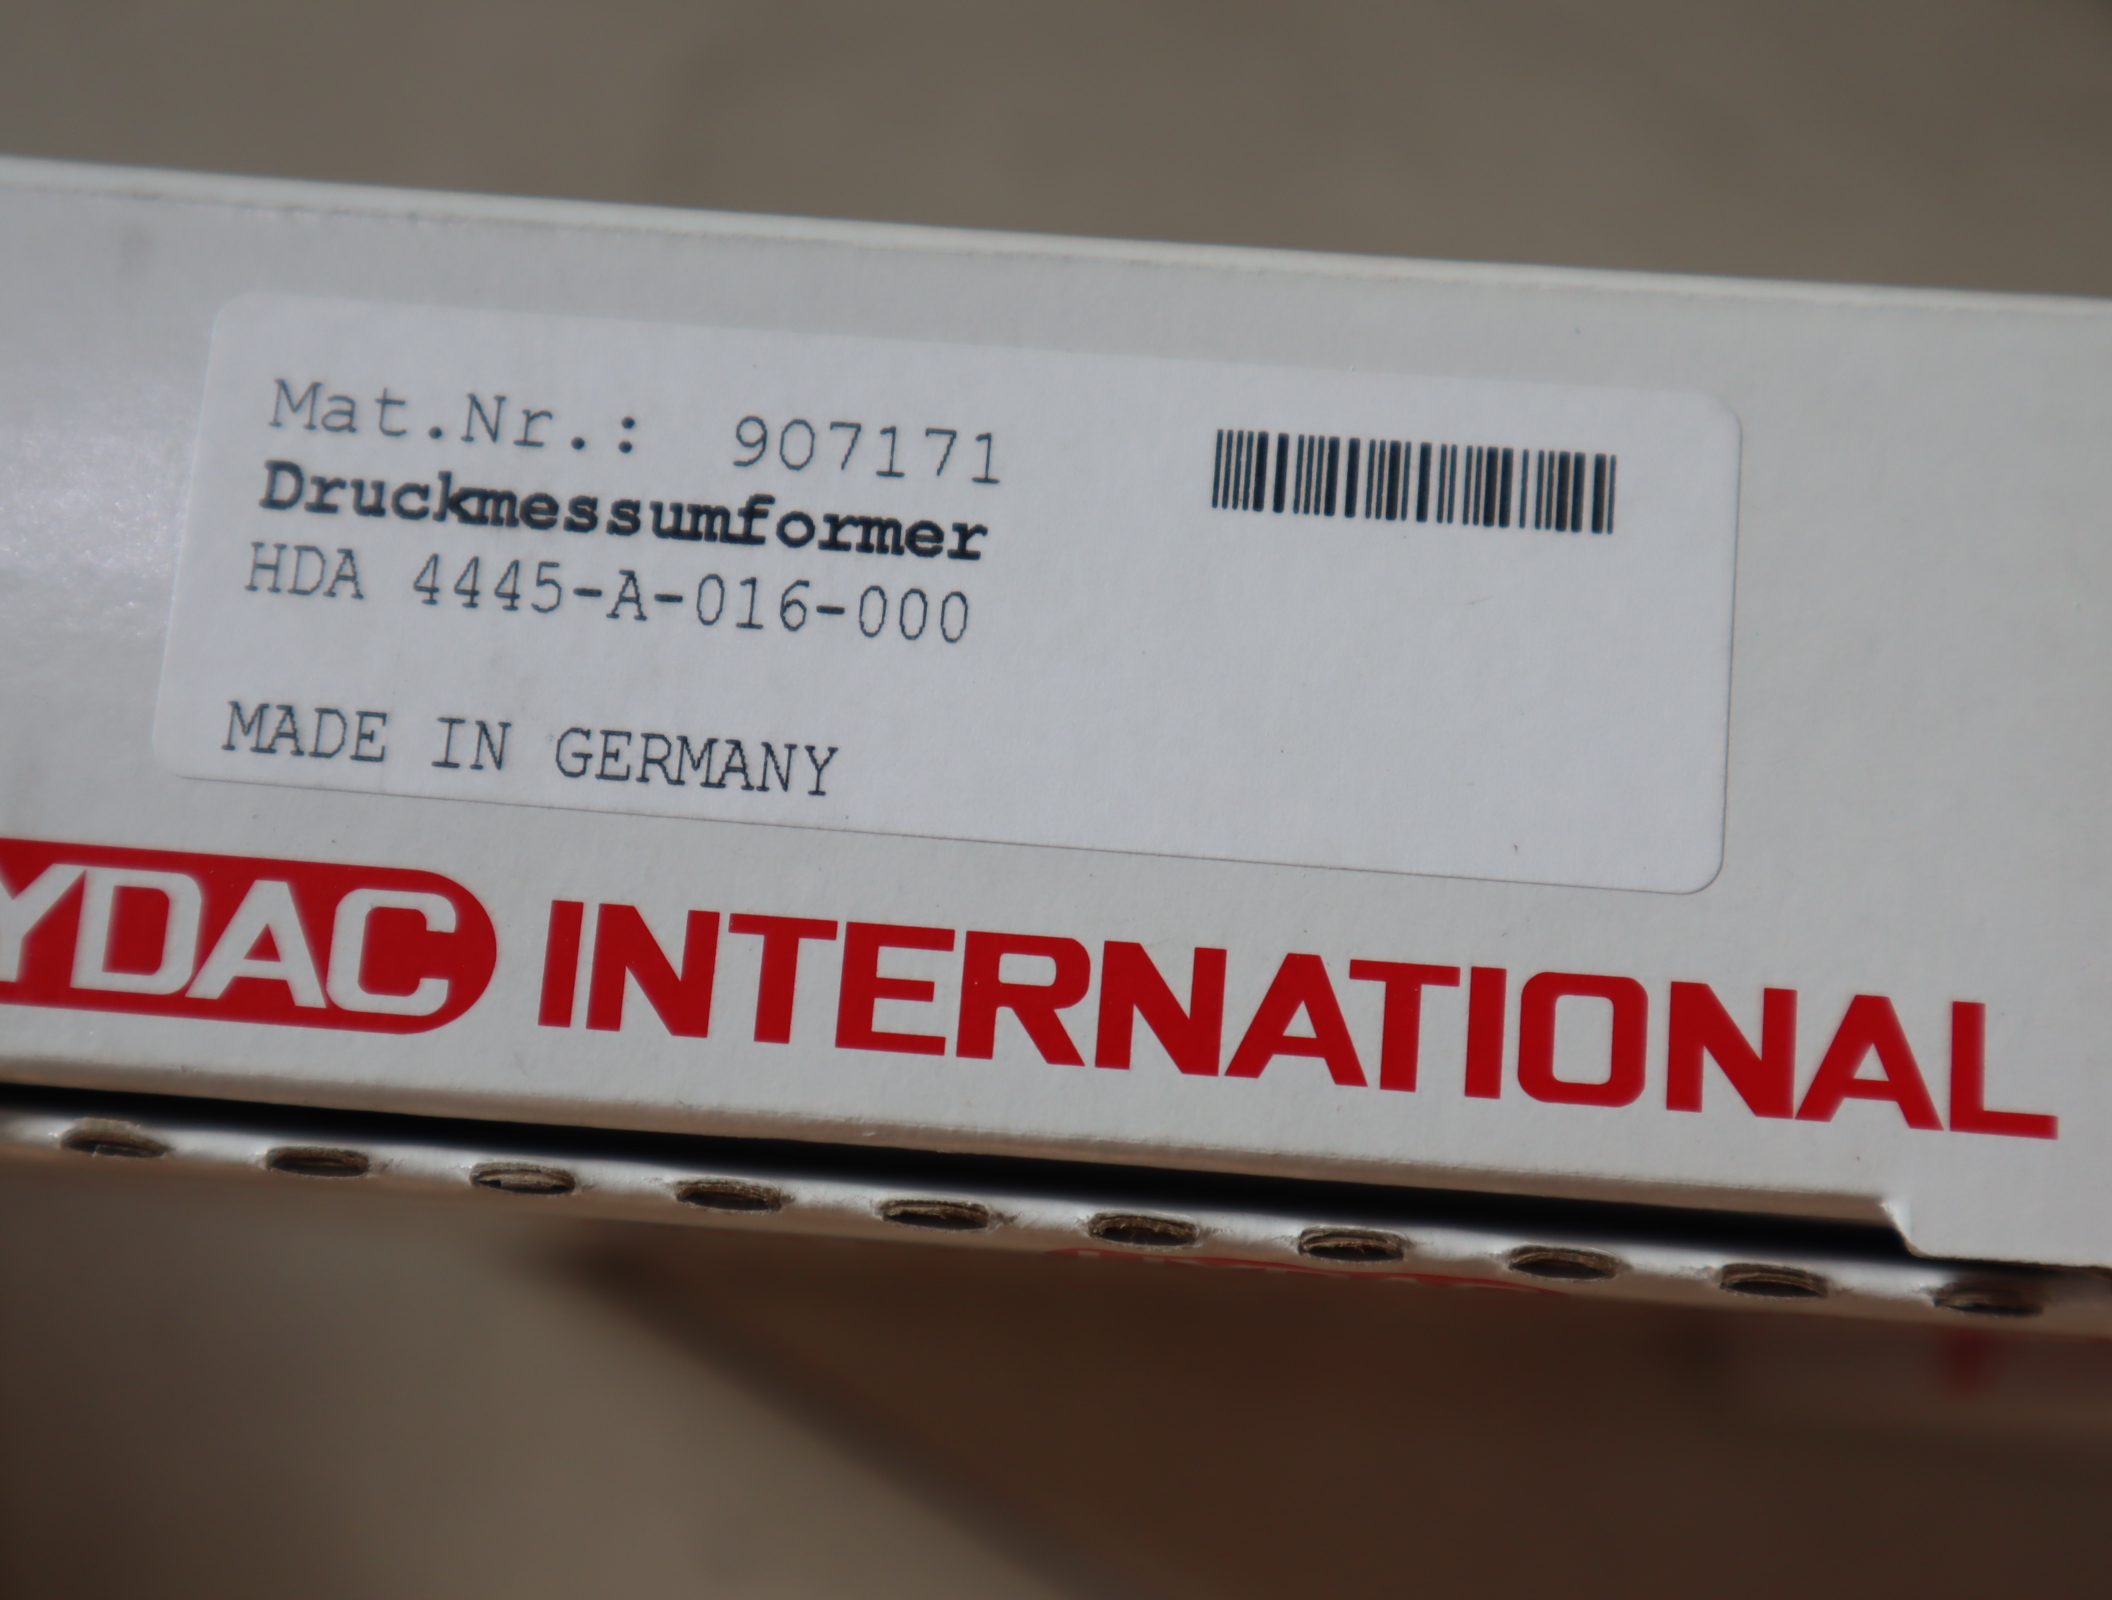 Mat.Nr.: 907171
Druckmessumformer
HDA 4445-A-016-000
MADE IN GERMANY
YDAC INTERNATIONAL